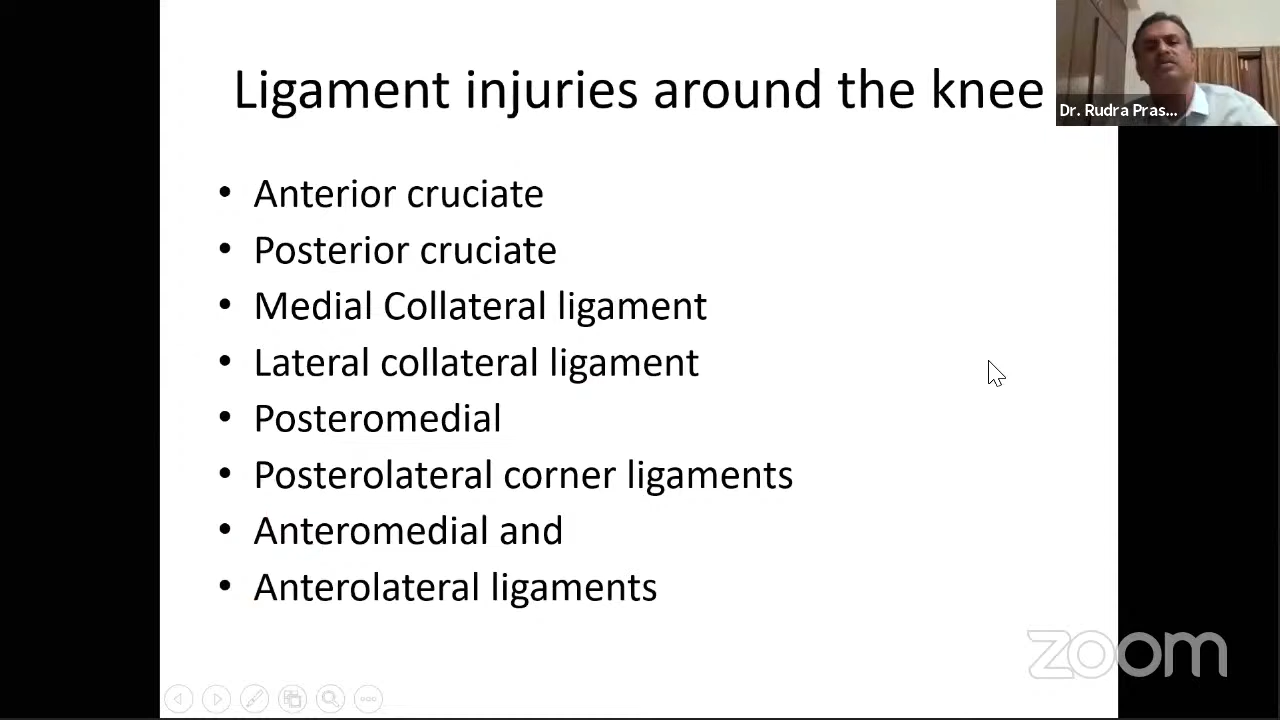 Ligament injuries around the knee
Dr. Rudra Pras...
• Anterior cruciate
• Posterior cruciate
• Medial Collateral ligament
• Lateral collateral ligament
• Posteromedial
• Posterolateral corner ligaments
• Anteromedial and
• Anterolateral ligaments
zoom